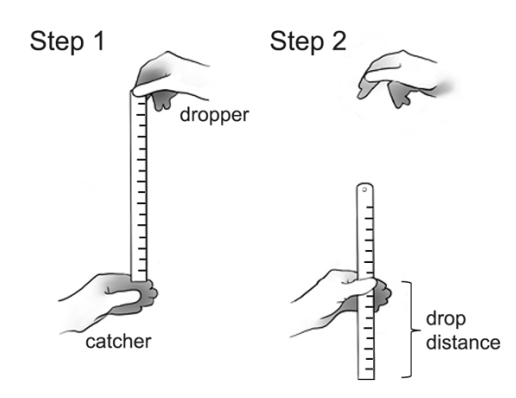 Step 1
Step 2
dropper
catcher
drop
distance